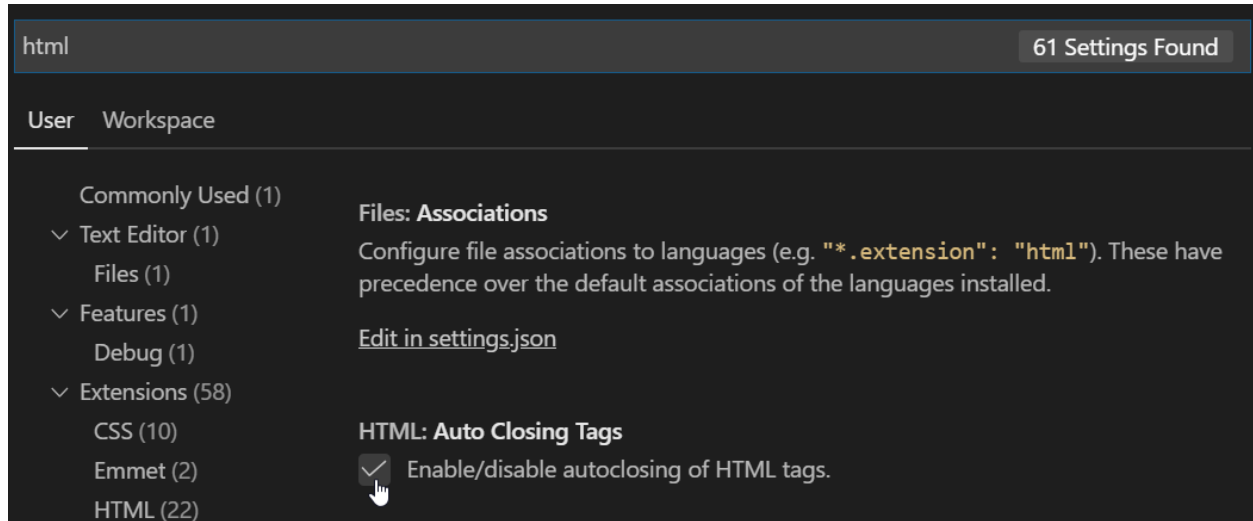 html
61 Settings Found
User
Workspace
Commonly Used (1)
Text Editor (1)
Files (1)
Features (1)
Debug (1)
Extensions (58)
CSS (10)
Emmet (2)
HTML (22)
Files: Associations
Configure file associations to languages (e.g. "*.extension": "html"). These have
precedence over the default associations of the languages installed.
Edit in settings.json
HTML: Auto Closing Tags
Enable/disable autoclosing of HTML tags.